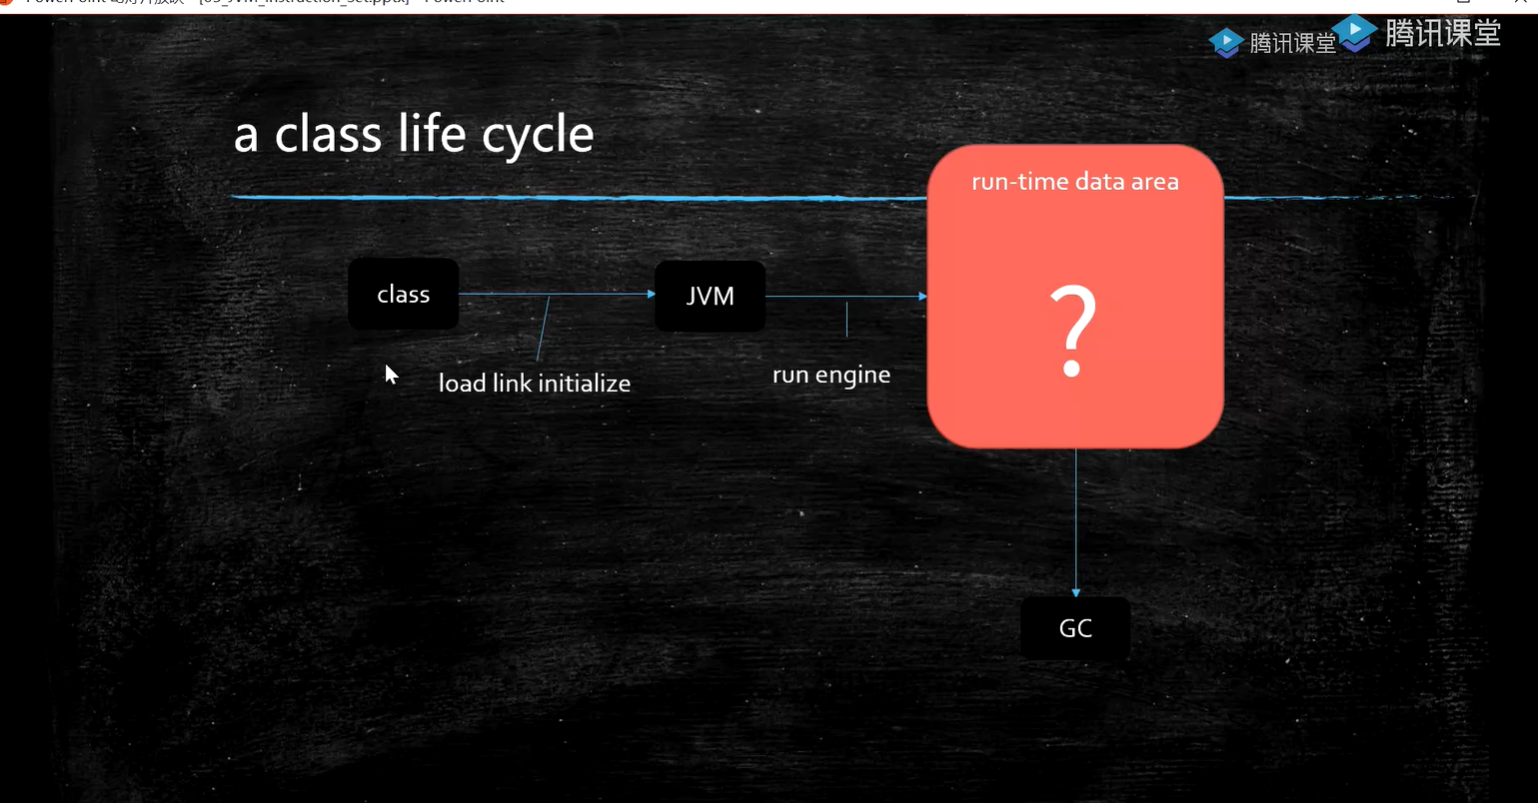 腾讯课堂
腾讯课堂
a class life cycle
run-time data area
class
JVM
?
load link initialize
run engine
GC